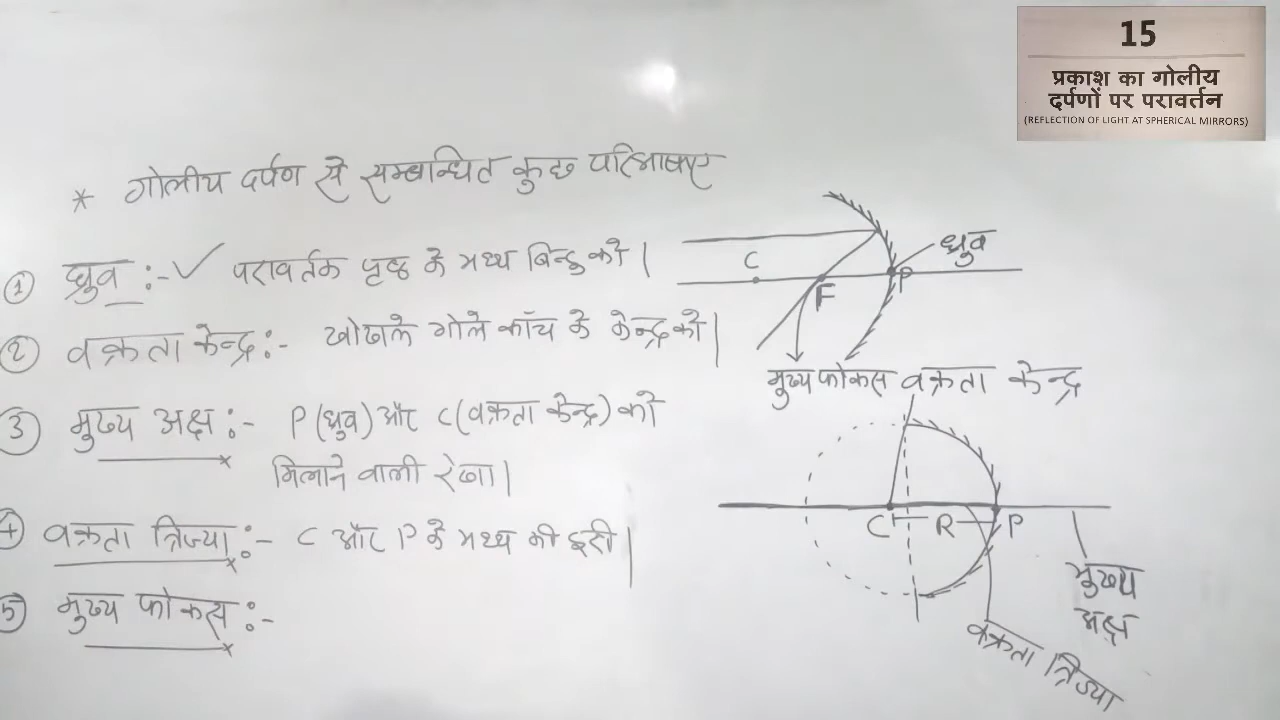 15
प्रकाश का गोलीय
दर्पणों पर परावर्तन
(REFLECTION OF LIGHT AT SPHERICAL MIRRORS)
* गोलीय दर्पण से सम्बान्धित कुछ परिभाषाए
① ध्रुव :- ✓ परावर्तक पृष्ठ के मध्य बिन्दु को |
② वक्रता केन्द्र :- खोखले गोले काँच के केन्द्र को |
③ मुख्य अक्ष :- P (ध्रुव) और C (वक्रता केन्द्र) को
मिलाने वाली रेखा |
④ वक्रता त्रिज्या :- C और P के मध्य की दूरी |
⑤ मुख्य फोकस :-
ध्रुव
C
F
P
मुख्य फोकस
वक्रता केन्द्र
C R P
मुख्य
अक्ष
वक्रता त्रिज्या